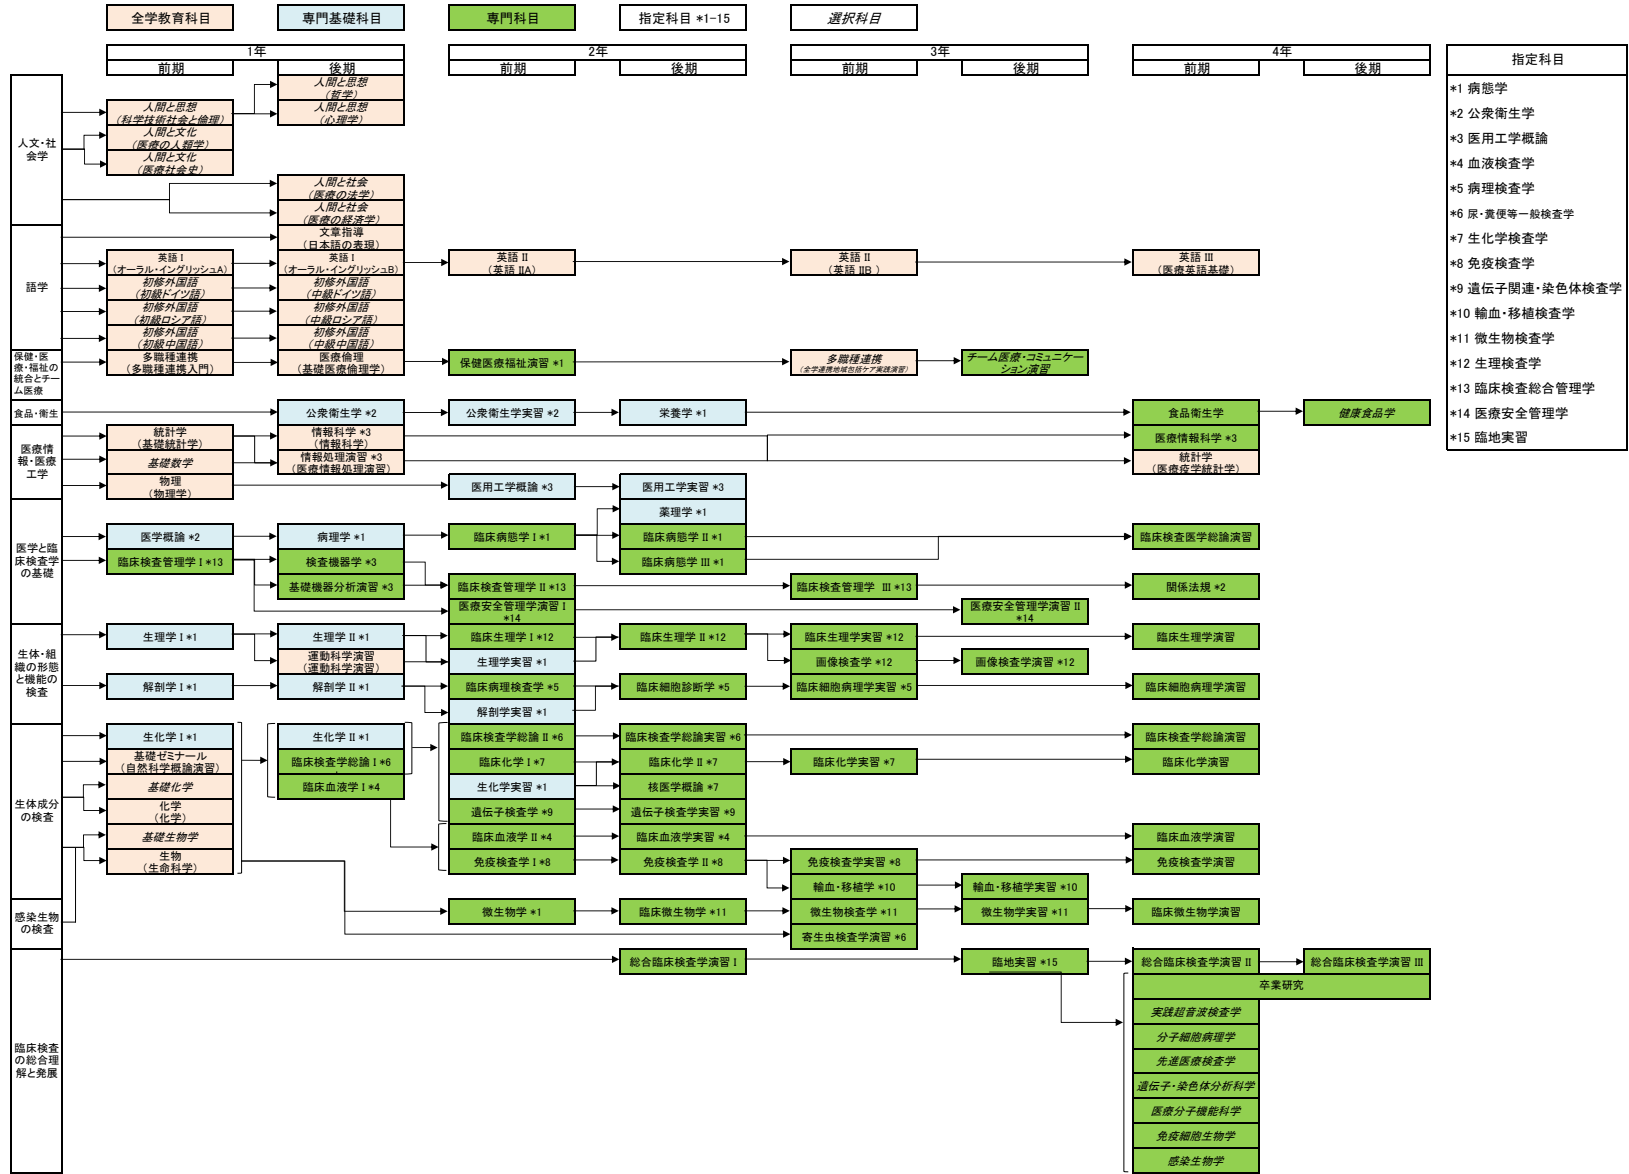 全学教育科目
専門基礎科目
専門科目
指定科目 *1-15
選択科目
1年
2年
3年
4年
前期
後期
前期
後期
前期
後期
前期
後期
指定科目
*1 病態学
*2 公衆衛生学
*3 医用工学概論
*4 血液検査学
*5 病理検査学
*6 尿・糞便等一般検査学
*7 生化学検査学
*8 免疫検査学
*9 遺伝子関連・染色体検査学
*10 輸血・移植検査学
*11 微生物検査学
*12 生理検査学
*13 臨床検査総合管理学
*14 医療安全管理学
*15 臨地実習
人文・社
会学
人間と思想
(科学技術社会と倫理)
人間と文化
(医療の人類学)
人間と文化
(医療社会史)
人間と思想
(哲学)
人間と思想
(心理学)
人間と社会
(医療の法学)
人間と社会
(医療の経済学)
語学
文章指導
(日本語の表現)
英語 I
(オーラル・イングリッシュA)
英語 I
(オーラル・イングリッシュB)
英語 II
(英語 IIA)
英語 II
(英語 IIB )
英語 III
(医療英語基礎)
初修外国語
(初級ドイツ語)
初修外国語
(中級ドイツ語)
初修外国語
(初級ロシア語)
初修外国語
(中級ロシア語)
初修外国語
(初級中国語)
初修外国語
(中級中国語)
保健・医
療・福祉の
統合とチー
ム医療
多職種連携
(多職種連携入門)
医療倫理
(基礎医療倫理学)
保健医療福祉演習 *1
多職種連携
(全学連携地域包括ケア実践演習)
チーム医療・コミュニケー
ション演習
食品・衛生
公衆衛生学 *2
公衆衛生学実習 *2
栄養学 *1
食品衛生学
健康食品学
医療情
報・医療
工学
統計学
(基礎統計学)
情報科学 *3
(情報科学)
医療情報科学 *3
基礎数学
情報処理演習 *3
(医療情報処理演習)
統計学
(医療疫学統計学)
物理
(物理学)
医用工学概論 *3
医用工学実習 *3
医学と臨
床検査学
の基礎
薬理学 *1
医学概論 *2
病理学 *1
臨床病態学 I *1
臨床病態学 II *1
臨床検査医学総論演習
臨床検査管理学 I *13
検査機器学 *3
臨床病態学 III *1
基礎機器分析演習 *3
臨床検査管理学 II *13
臨床検査管理学 III *13
関係法規 *2
医療安全管理学演習 I
*14
医療安全管理学演習 II
*14
生体・組
織の形態
と機能の
検査
生理学 I *1
生理学 II *1
臨床生理学 I *12
臨床生理学 II *12
臨床生理学実習 *12
臨床生理学演習
運動科学演習
(運動科学演習)
生理学実習 *1
画像検査学 *12
画像検査学演習 *12
解剖学 I *1
解剖学 II *1
臨床病理検査学 *5
臨床細胞診断学 *5
臨床細胞病理学実習 *5
臨床細胞病理学演習
解剖学実習 *1
生体成分
の検査
生化学 I *1
生化学 II *1
臨床検査学総論 II *6
臨床検査学総論実習 *6
臨床検査学総論演習
基礎ゼミナール
(自然科学概論演習)
臨床検査学総論 I *6
臨床化学 I *7
臨床化学 II *7
臨床化学実習 *7
臨床化学演習
基礎化学
臨床血液学 I *4
生化学実習 *1
核医学概論 *7
化学
(化学)
遺伝子検査学 *9
遺伝子検査学実習 *9
基礎生物学
臨床血液学 II *4
臨床血液学実習 *4
臨床血液学演習
生物
(生命科学)
免疫検査学 I *8
免疫検査学 II *8
免疫検査学実習 *8
免疫検査学演習
輸血・移植学 *10
輸血・移植学実習 *10
感染生物
の検査
微生物学 *1
臨床微生物学 *11
微生物検査学 *11
微生物学実習 *11
臨床微生物学演習
寄生虫検査学演習 *6
臨床検査
の総合理
解と発展
総合臨床検査学演習 I
臨地実習 *15
総合臨床検査学演習 II
総合臨床検査学演習 III
卒業研究
実践超音波検査学
分子細胞病理学
先進医療検査学
遺伝子・染色体分析科学
医療分子機能科学
免疫細胞生物学
感染生物学